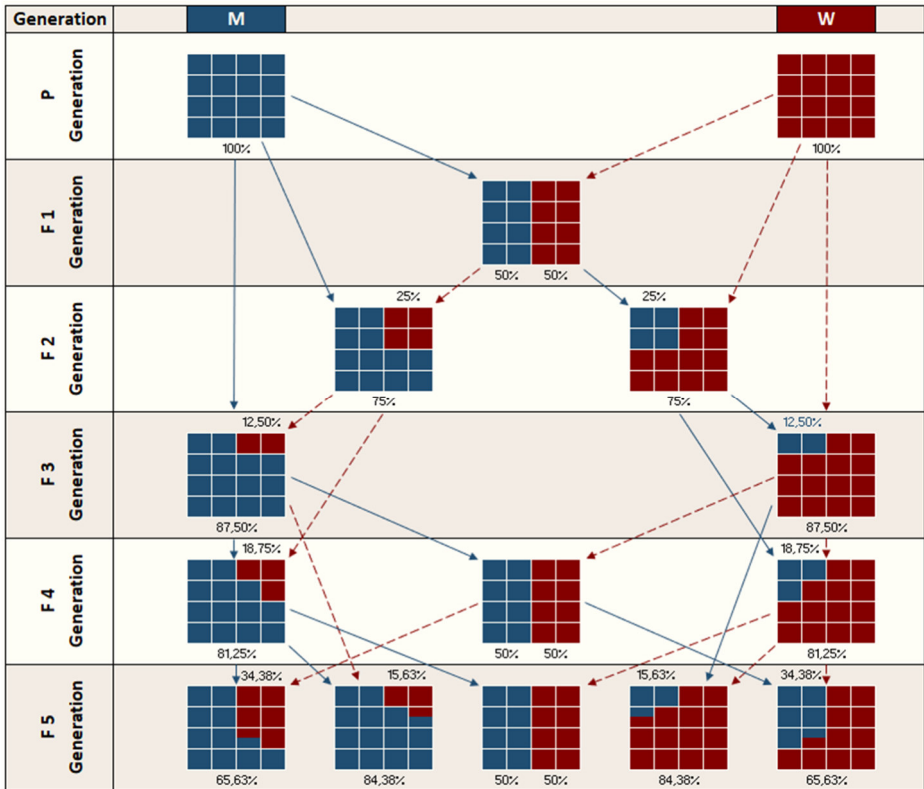 Generation M W
P Generation
100% 100%
F 1 Generation
50% 50%
F 2 Generation
25% 25%
75% 75%
F 3 Generation
12,50% 12,50%
87,50% 87,50%
F 4 Generation
18,75% 18,75%
81,25% 50% 50% 81,25%
F 5 Generation
34,38% 15,63% 15,63% 34,38%
65,63% 84,38% 50% 50% 84,38% 65,63%